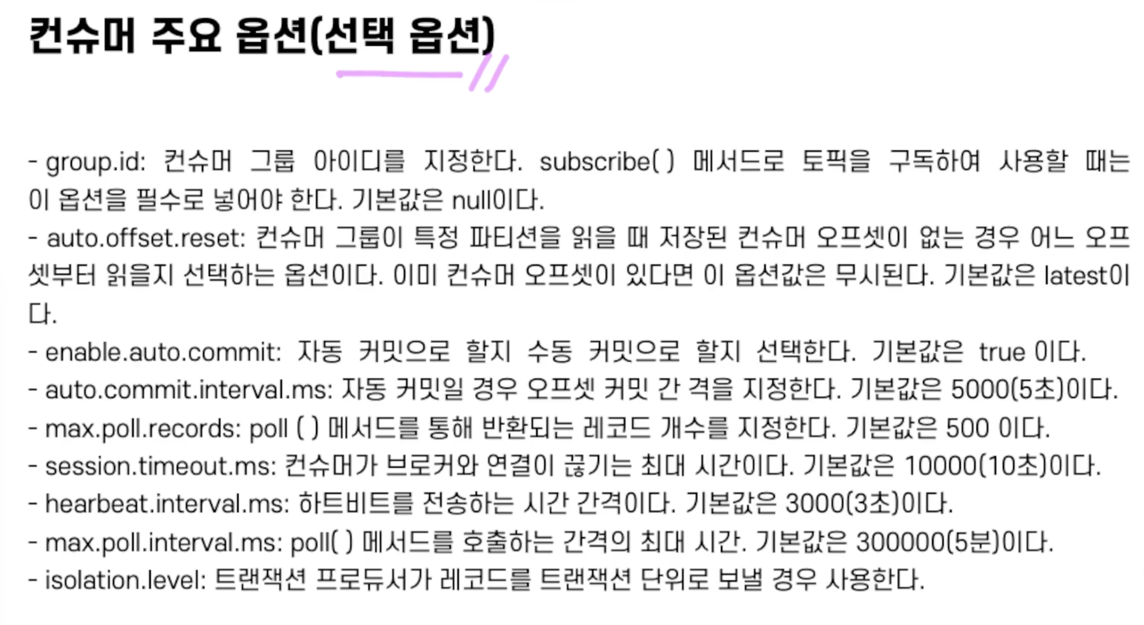 컨슈머 주요 옵션(선택 옵션)
- group.id: 컨슈머 그룹 아이디를 지정한다. subscribe() 메서드로 토픽을 구독하여 사용할 때는
이 옵션을 필수로 넣어야 한다. 기본값은 null이다.
- auto.offset.reset: 컨슈머 그룹이 특정 파티션을 읽을 때 저장된 컨슈머 오프셋이 없는 경우 어느 오프
셋부터 읽을지 선택하는 옵션이다. 이미 컨슈머 오프셋이 있다면 이 옵션값은 무시된다. 기본값은 latest이
다.
- enable.auto.commit: 자동 커밋으로 할지 수동 커밋으로 할지 선택한다. 기본값은 true 이다.
- auto.commit.interval.ms: 자동 커밋일 경우 오프셋 커밋 간 격을 지정한다. 기본값은 5000(5초)이다.
- max.poll.records: poll ( ) 메서드를 통해 반환되는 레코드 개수를 지정한다. 기본값은 500 이다.
- session.timeout.ms: 컨슈머가 브로커와 연결이 끊기는 최대 시간이다. 기본값은 10000(10초)이다.
- hearbeat.interval.ms: 하트비트를 전송하는 시간 간격이다. 기본값은 3000(3초)이다.
- max.poll.interval.ms: poll( ) 메서드를 호출하는 간격의 최대 시간. 기본값은 300000(5분)이다.
- isolation.level: 트랜잭션 프로듀서가 레코드를 트랜잭션 단위로 보낼 경우 사용한다.